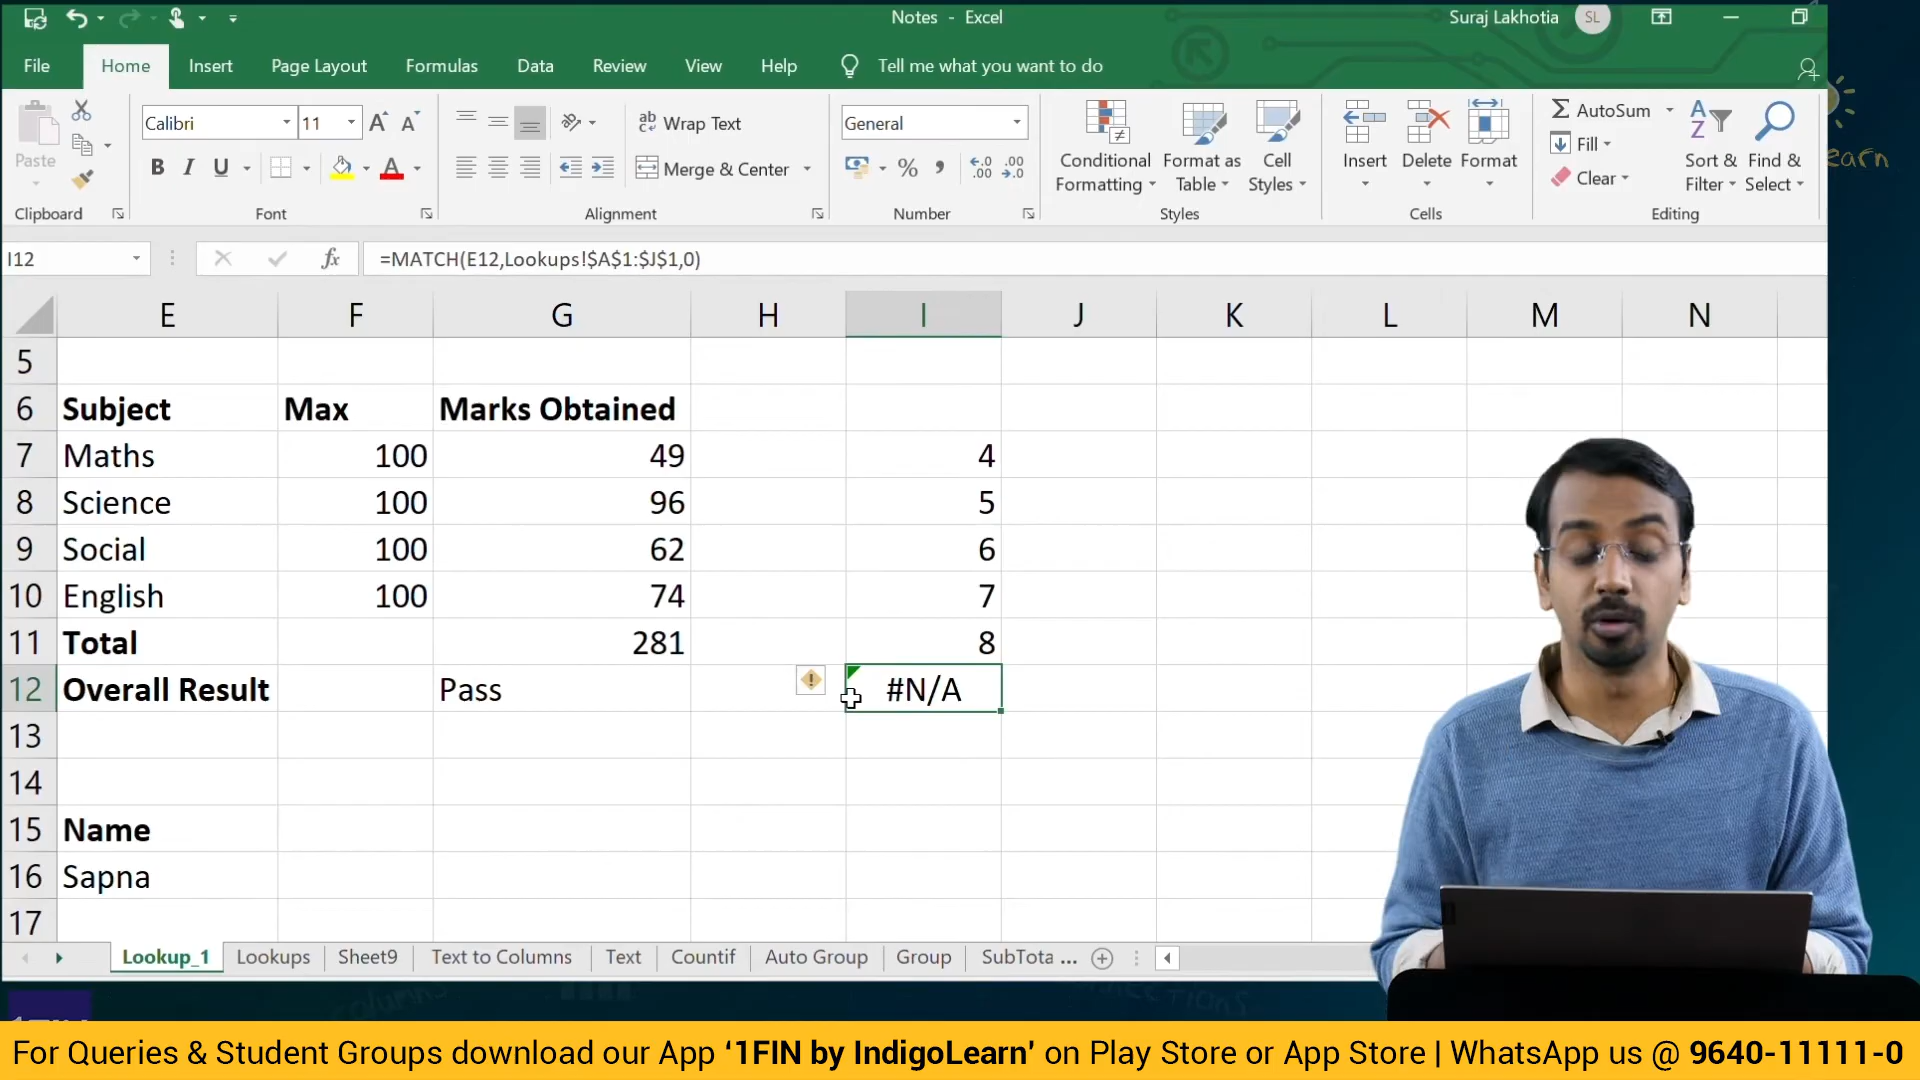 Notes - Excel
Suraj Lakhotia SL
File Home Insert Page Layout Formulas Data Review View Help Tell me what you want to do
Paste
Calibri 11
Wrap Text
Merge & Center
General
Conditional Formatting
Format as Table
Cell Styles
Insert
Delete
Format
AutoSum
Fill
Clear
Sort & Filter
Find & Select
Clipboard Font Alignment Number Styles Cells Editing
I12 fx =MATCH(E12,Lookups!$A$1:$J$1,0)
E F G H I J K L M N
5
6 Subject Max Marks Obtained
7 Maths 100 49 4
8 Science 100 96 5
9 Social 100 62 6
10 English 100 74 7
11 Total 281 8
12 Overall Result Pass #N/A
13
14
15 Name
16 Sapna
17
Lookup_1 Lookups Sheet9 Text to Columns Text Countif Auto Group Group SubTota ...
For Queries & Student Groups download our App ‘1FIN by IndigoLearn’ on Play Store or App Store | WhatsApp us @ 9640-11111-0